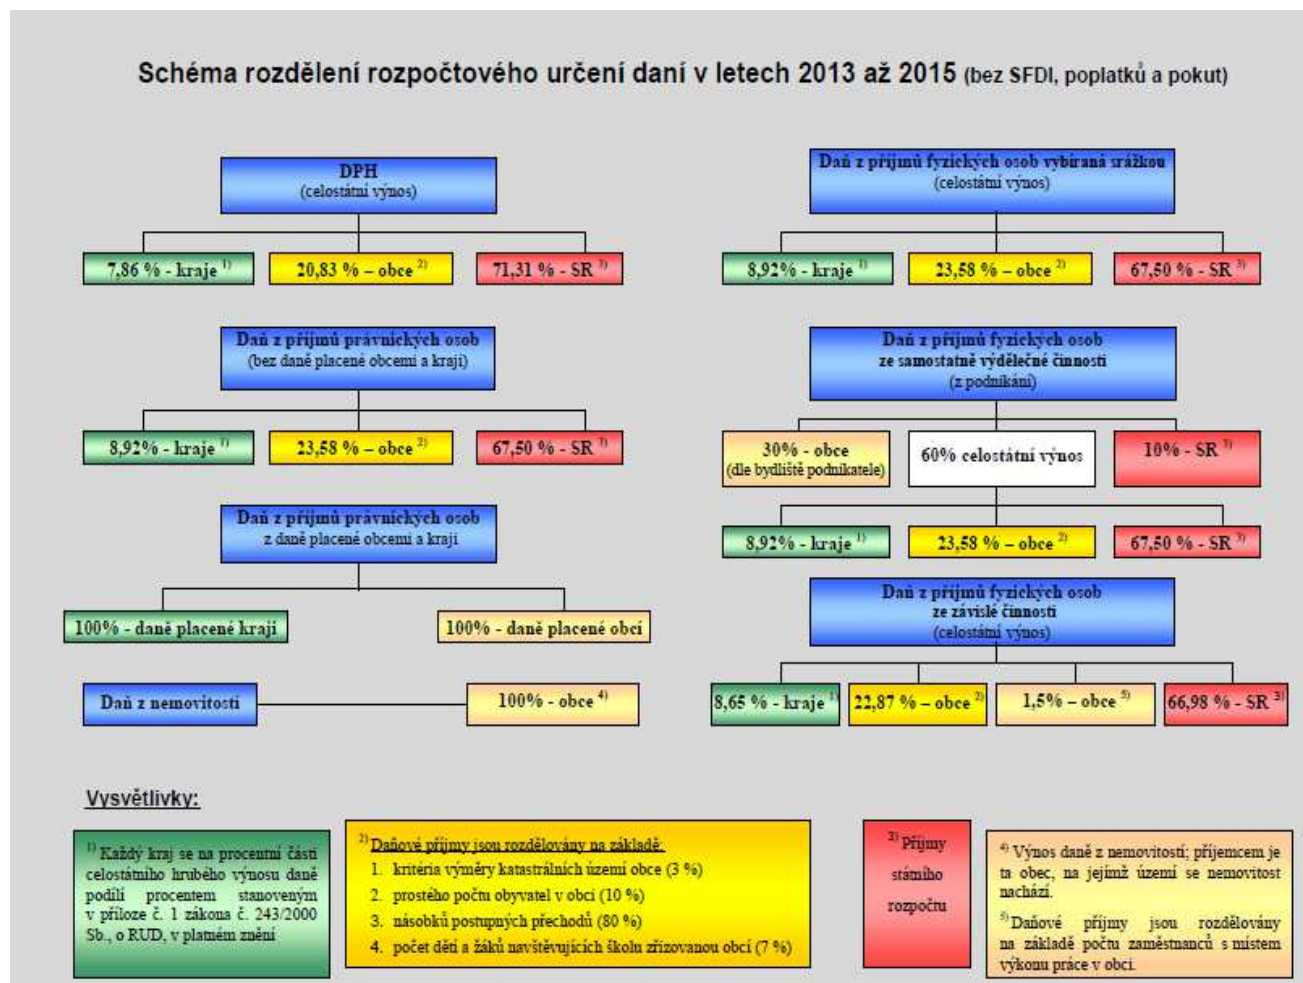 Schéma rozdělení rozpočtového určení daní v letech 2013 až 2015 (bez SFDI, poplatků a pokut)
DPH
(celostátní výnos)
7,86 % - kraje 1)
20,83 % – obce 2)
71,31 % - SR 3)
Daň z příjmů právnických osob
(bez daně placené obcemi a kraji)
8,92% - kraje 1)
23,58 % – obce 2)
67,50 % - SR 3)
Daň z příjmů právnických osob
z daně placené obcemi a kraji
100% - daně placené kraji
100% - daně placené obcí
Daň z nemovitostí
100% - obce 4)
Daň z příjmů fyzických osob vybíraná srážkou
(celostátní výnos)
8,92% - kraje 1)
23,58 % – obce 2)
67,50 % - SR 3)
Daň z příjmů fyzických osob
ze samostatně výdělečné činnosti
(z podnikání)
30% - obce
(dle bydliště podnikatele)
60% celostátní výnos
10% - SR 3)
8,92% - kraje 1)
23,58 % – obce 2)
67,50 % - SR 3)
Daň z příjmů fyzických osob
ze závislé činnosti
(celostátní výnos)
8,65 % - kraje 1)
22,87 % – obce 2)
1,5% – obce 5)
66,98 % - SR 3)
Vysvětlivky:
1) Každý kraj se na procentní části
celostátního hrubého výnosu daně
podílí procentem stanoveným
v příloze č. 1 zákona č. 243/2000
Sb., o RUD, v platném znění
2) Daňové příjmy jsou rozdělovány na základě:
1. kritéria výměry katastrálních území obce (3 %)
2. prostého počtu obyvatel v obci (10 %)
3. násobků postupných přechodů (80 %)
4. počet dětí a žáků navštěvujících školu zřizovanou obcí (7 %)
3) Příjmy
státního
rozpočtu
4) Výnos daně z nemovitostí; příjemcem je
ta obec, na jejímž území se nemovitost
nachází.
5) Daňové příjmy jsou rozdělovány
na základě počtu zaměstnanců s místem
výkonu práce v obci.